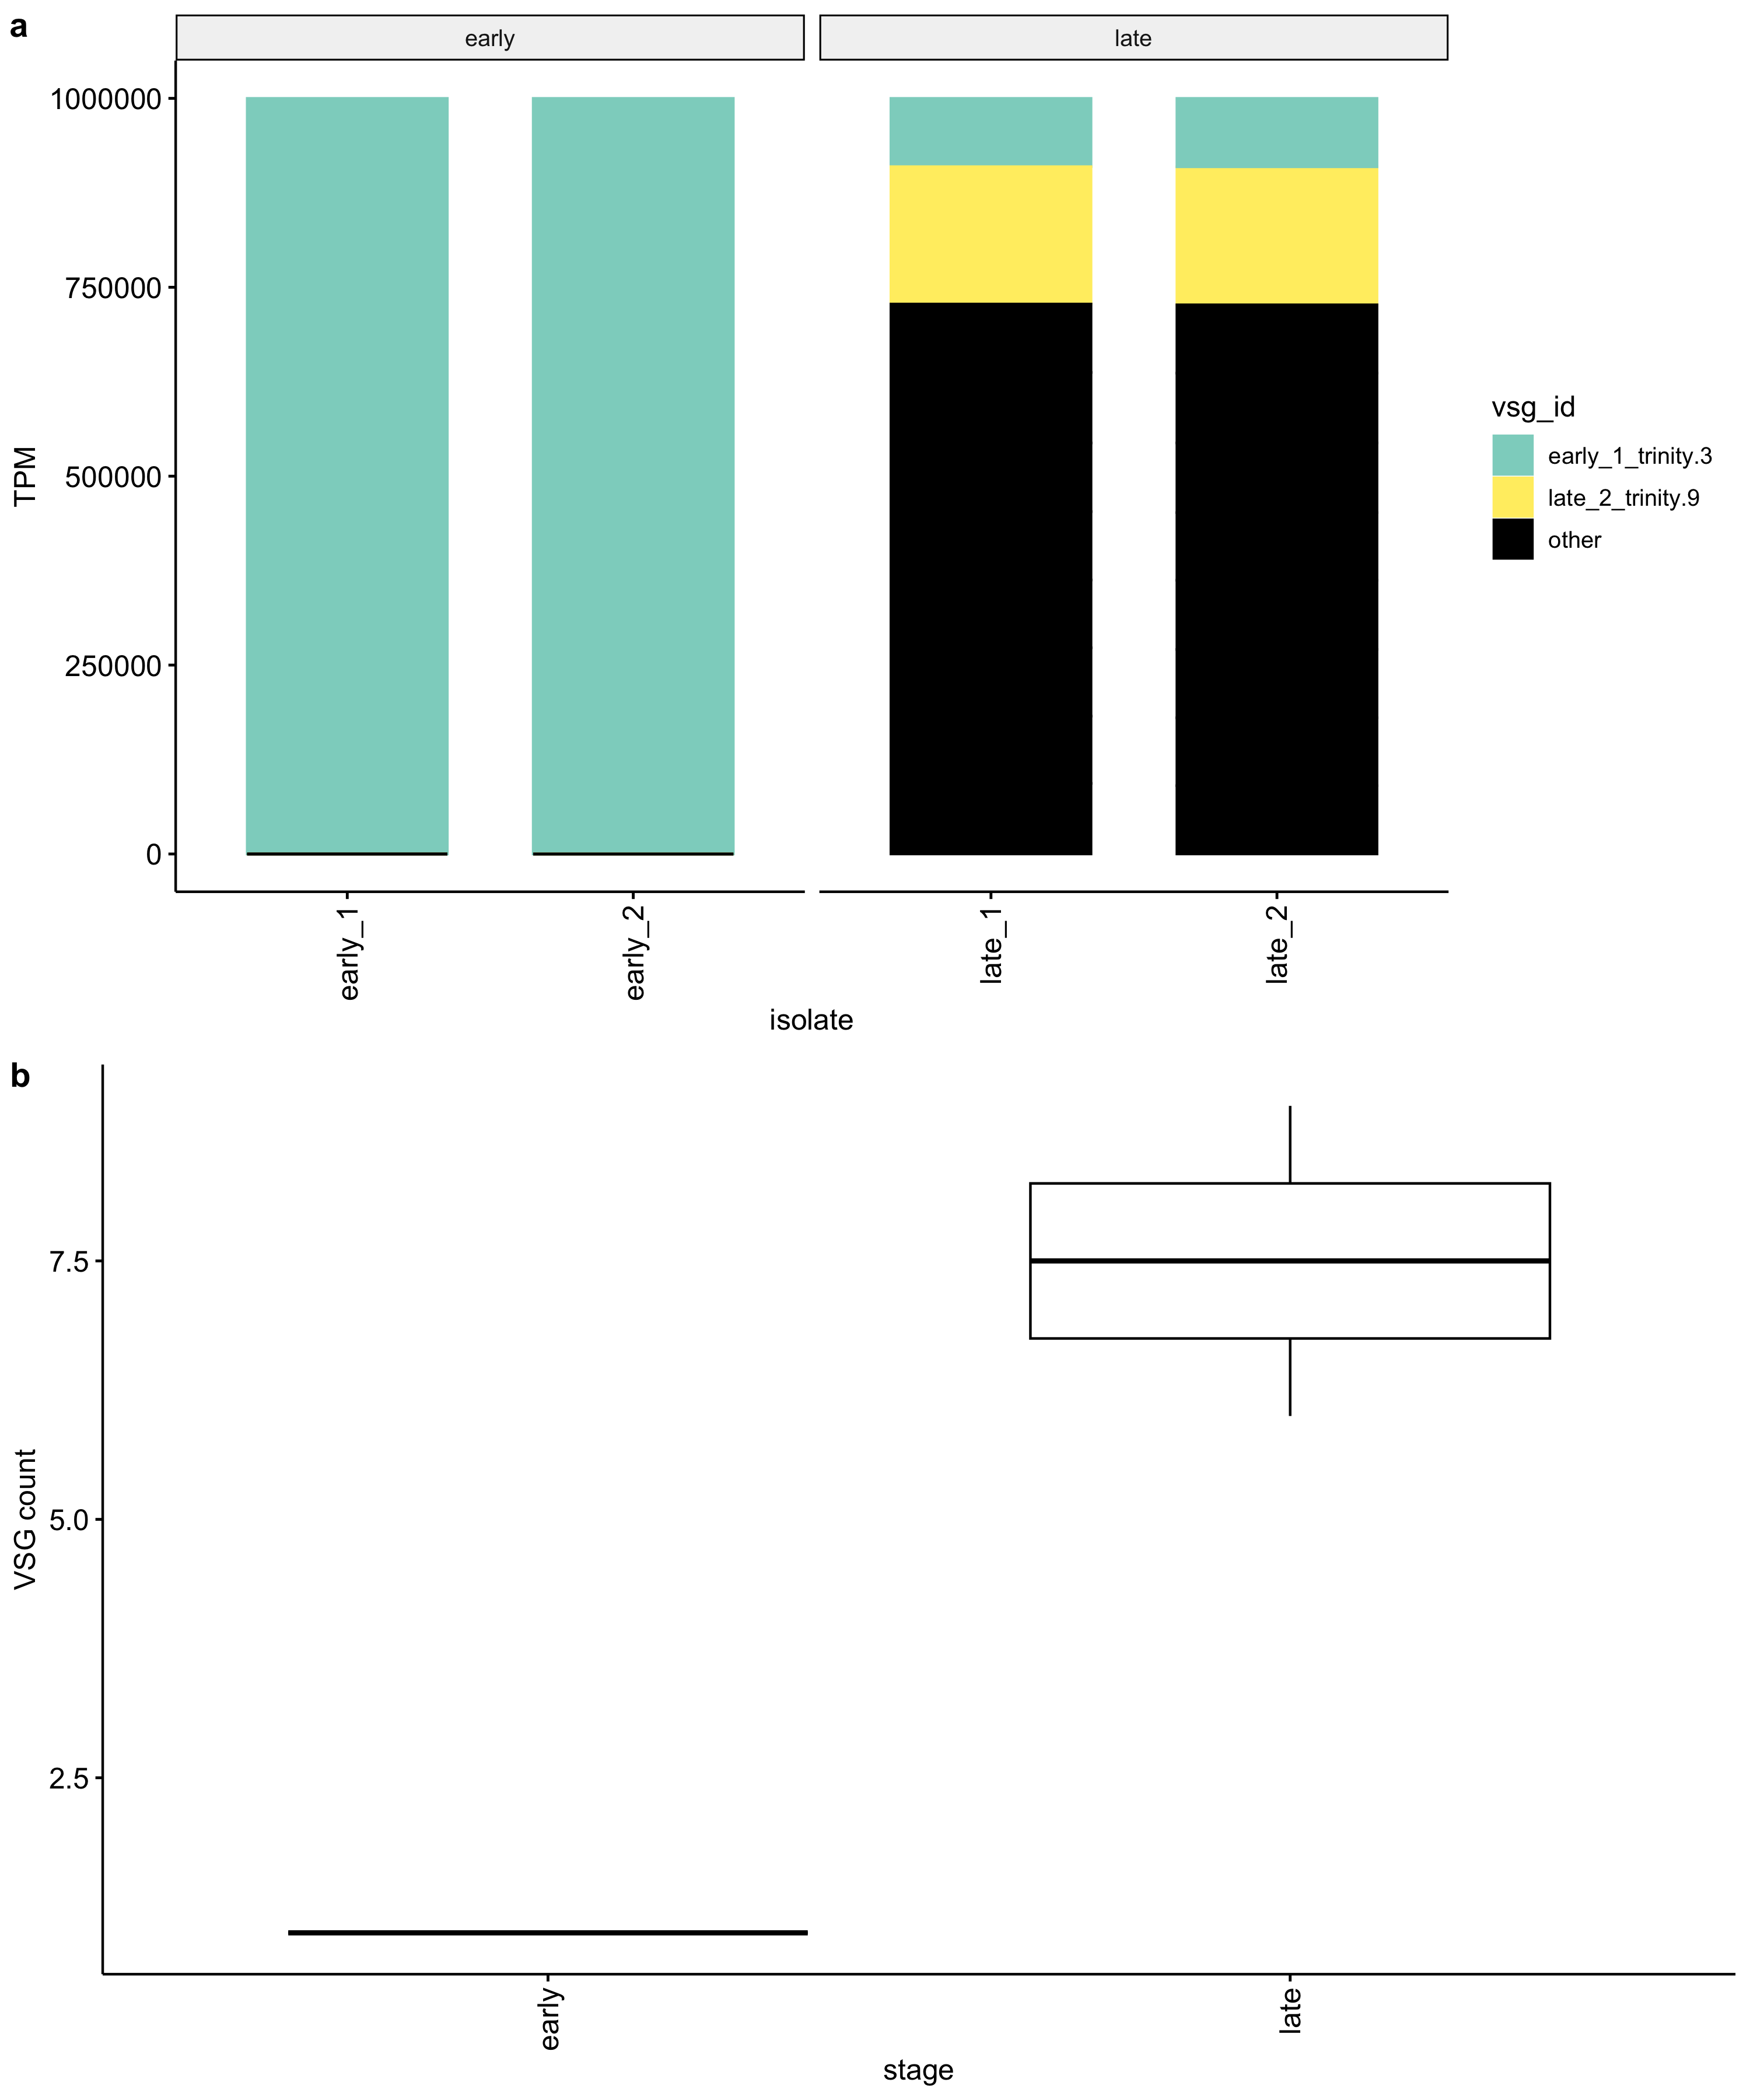 a
early
late
1000000
750000
500000
250000
0
TPM
early_1
early_2
late_1
late_2
isolate
vsg_id
early_1_trinity.3
late_2_trinity.9
other
b
7.5
5.0
2.5
VSG count
early
late
stage